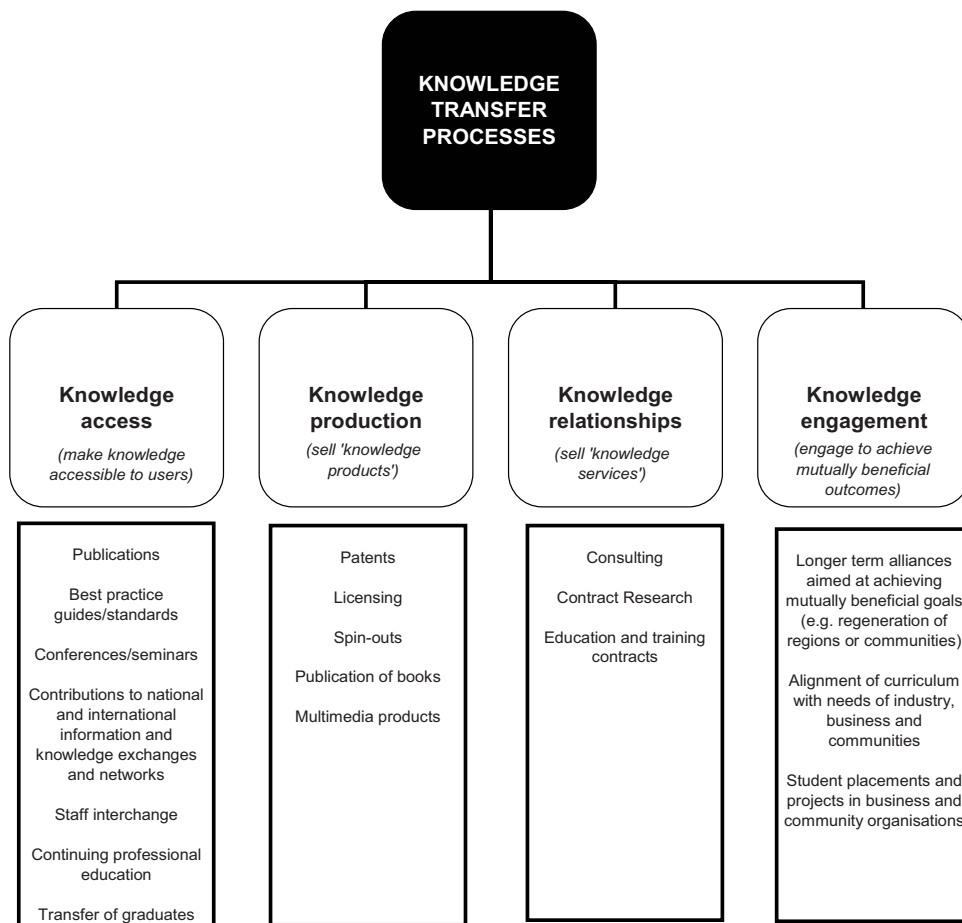 KNOWLEDGE
TRANSFER
PROCESSES
Knowledge
access
(make knowledge
accessible to users)
Knowledge
production
(sell 'knowledge
products')
Knowledge
relationships
(sell 'knowledge
services')
Knowledge
engagement
(engage to achieve
mutually beneficial
outcomes)
Publications
Best practice
guides/standards
Conferences/seminars
Contributions to national
and international
information and
knowledge exchanges
and networks
Staff interchange
Continuing professional
education
Transfer of graduates
Patents
Licensing
Spin-outs
Publication of books
Multimedia products
Consulting
Contract Research
Education and training
contracts
Longer term alliances
aimed at achieving
mutually beneficial goals
(e.g. regeneration of
regions or communities)
Alignment of curriculum
with needs of industry,
business and
communities
Student placements and
projects in business and
community organisations